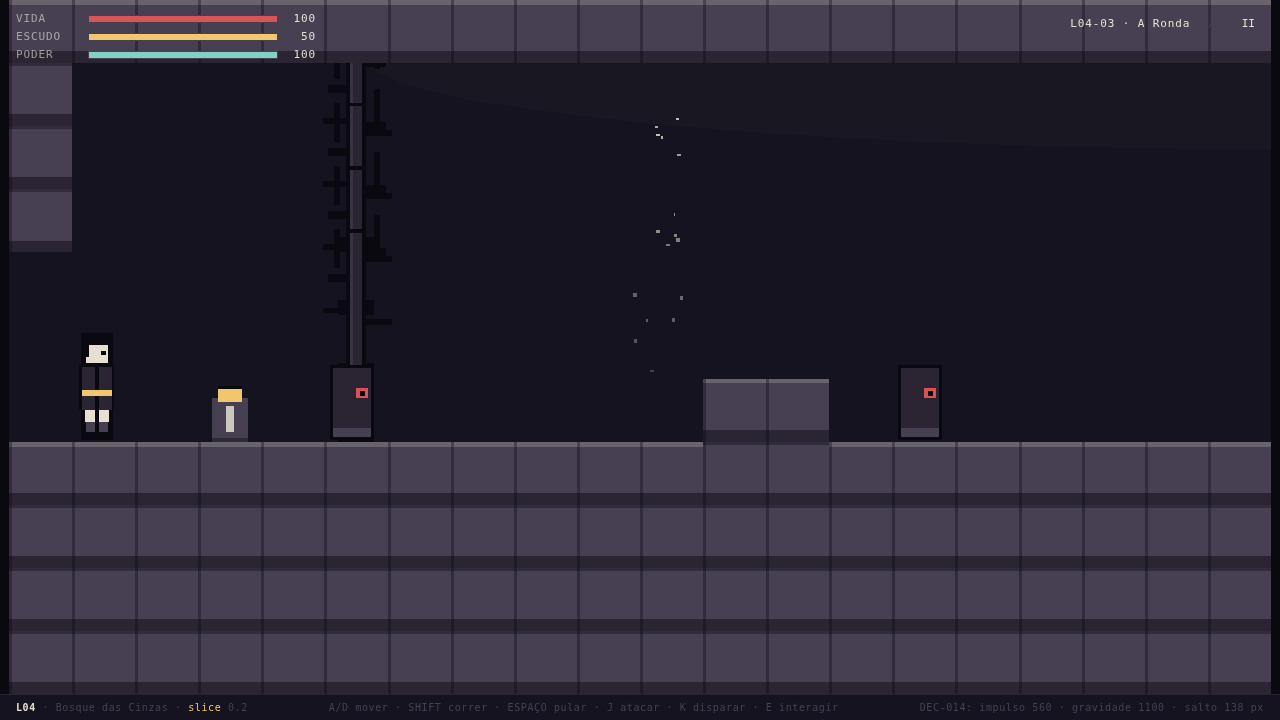 VIDA 100
ESCUDO 50
PODER 100
L04-03 · A Ronda II
L04 · Bosque das Cinzas · slice 0.2
A/D mover · SHIFT correr · ESPAÇO pular · J atacar · K disparar · E interagir
DEC-014: impulso 560 · gravidade 1100 · salto 138 px